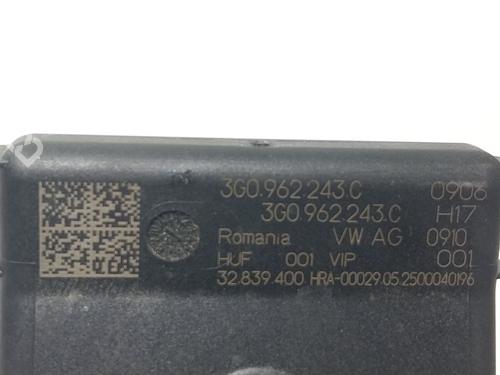 3G0.962 243.C 0906
3G0.962 243.C H17
Romania VW AG 0910
HUF 001 VIP 001
32.839.400 HRA-00029.05.2500040196